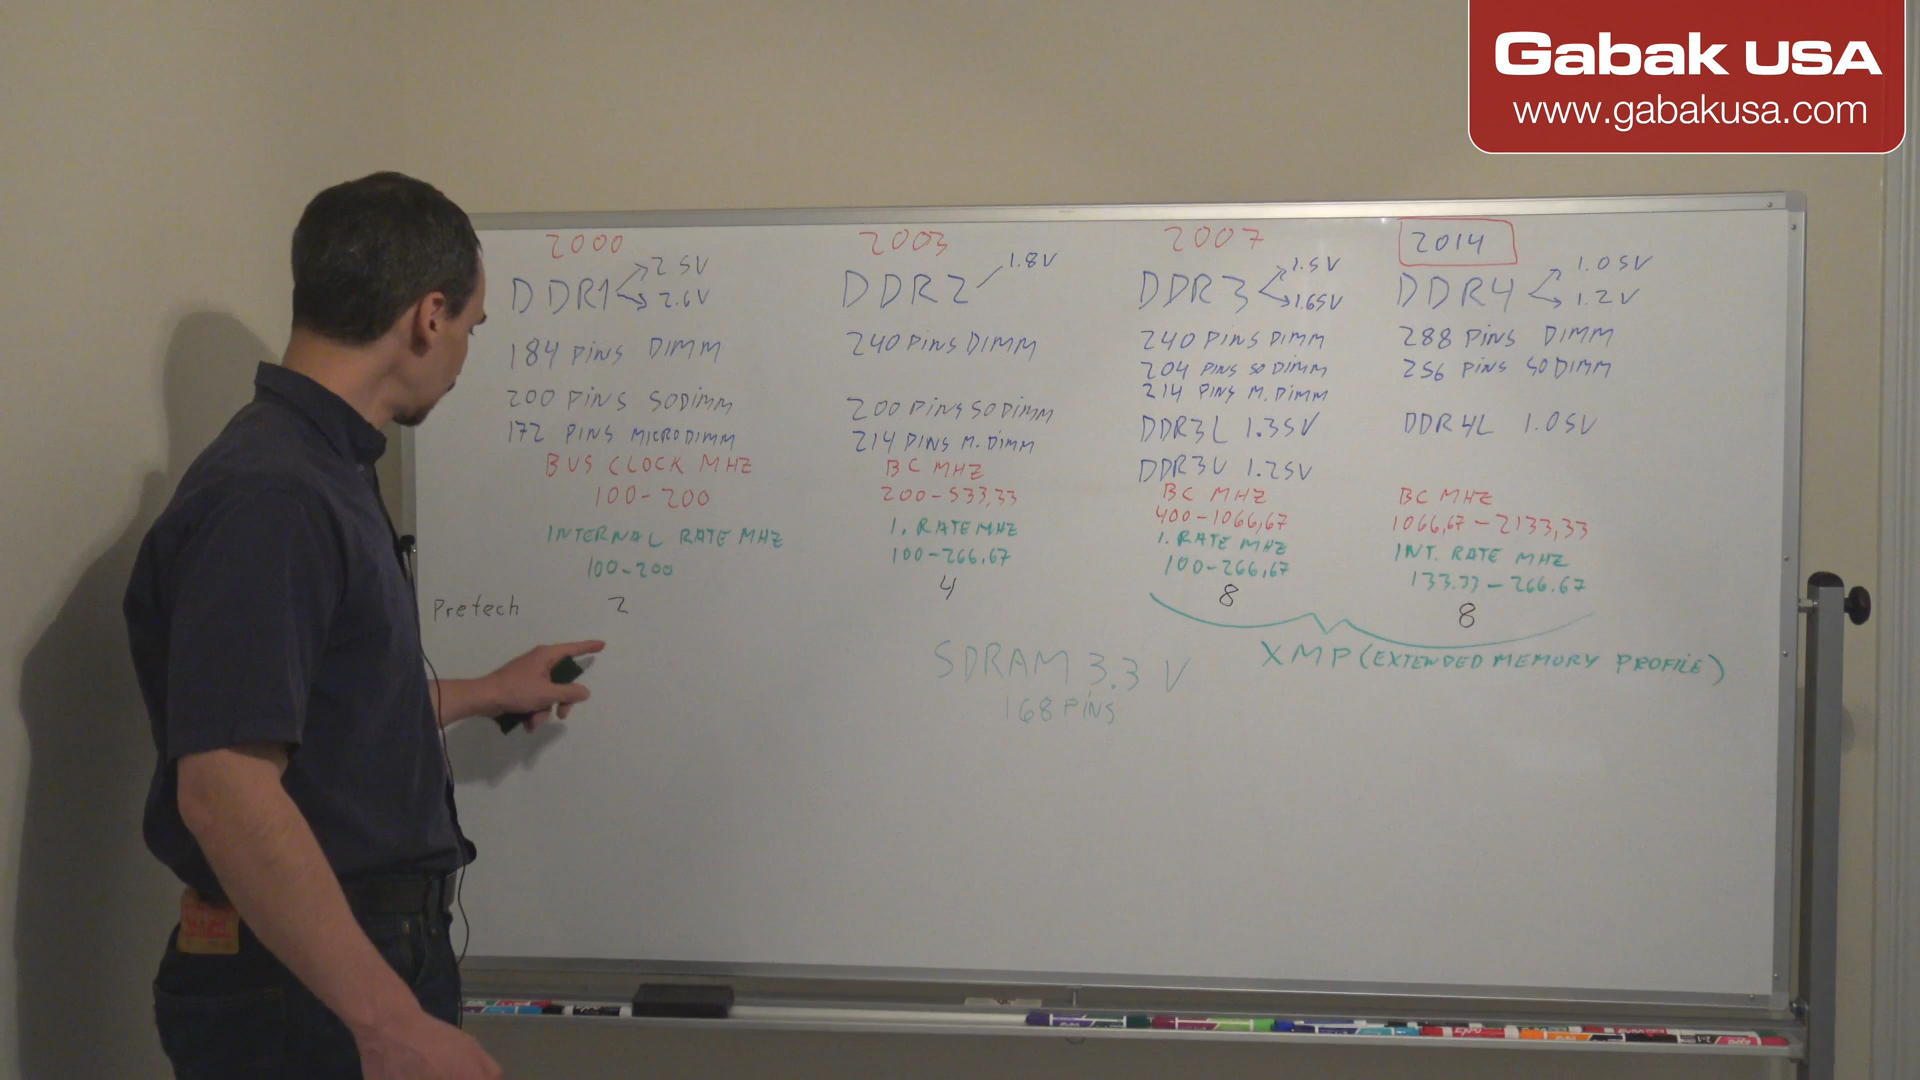 Gabak USA
www.gabakusa.com
2000
DDR1
2.5V
2.6V
184 PINS DIMM
200 PINS SODIMM
172 PINS MICRODIMM
BUS CLOCK MHZ
100-200
INTERNAL RATE MHZ
100-200
Pretech 2
2003
DDR2
1.8V
240 PINS DIMM
200 PINS SODIMM
214 PINS M. DIMM
BC MHZ
200-533,33
I. RATE MHZ
100-266,67
4
2007
DDR3
1.5V
1.65V
240 PINS DIMM
204 PINS SO DIMM
214 PINS M. DIMM
DDR3L 1.35V
DDR3U 1.25V
BC MHZ
400-1066,67
I. RATE MHZ
100-266,67
8
2014
DDR4
1.05V
1.2V
288 PINS DIMM
256 PINS SODIMM
DDR4L 1.05V
BC MHZ
1066,67-2133,33
INT. RATE MHZ
133.33-266.67
8
XMP (EXTENDED MEMORY PROFILE)
SDRAM 3.3 V
168 PINS